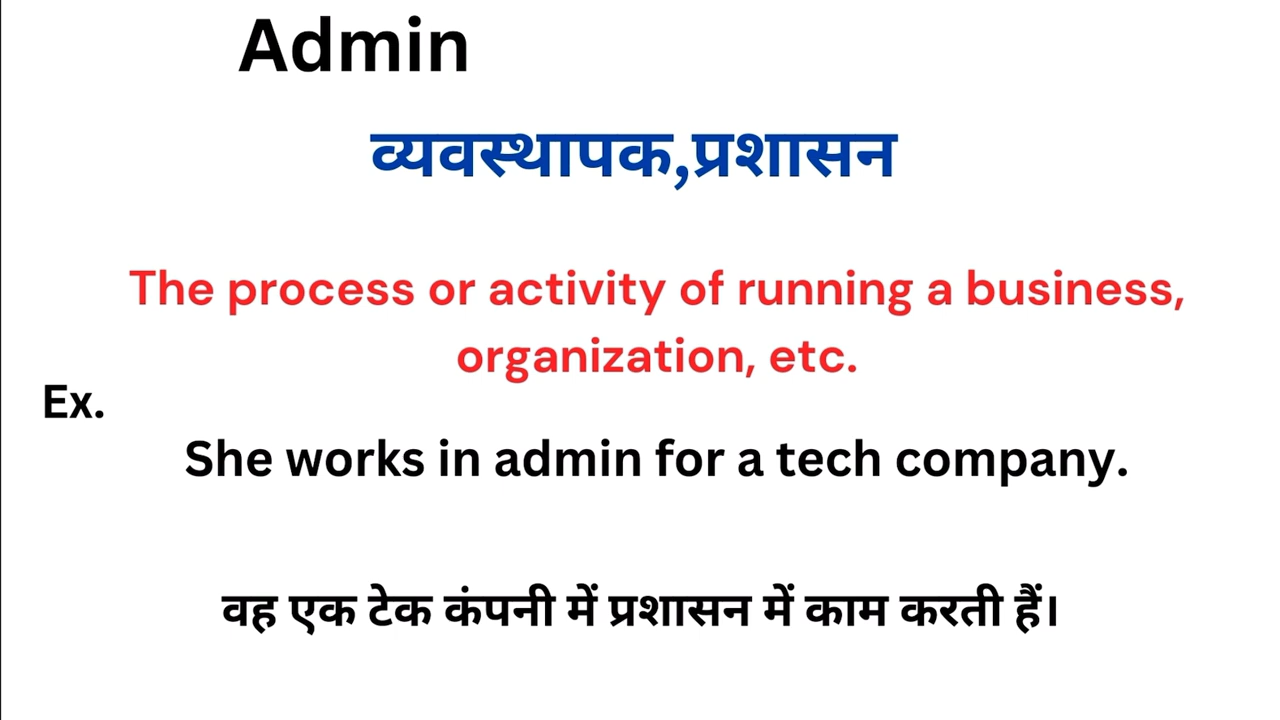 Admin
व्यवस्थापक,प्रशासन
The process or activity of running a business,
organization, etc.
Ex.
She works in admin for a tech company.
वह एक टेक कंपनी में प्रशासन में काम करती हैं।